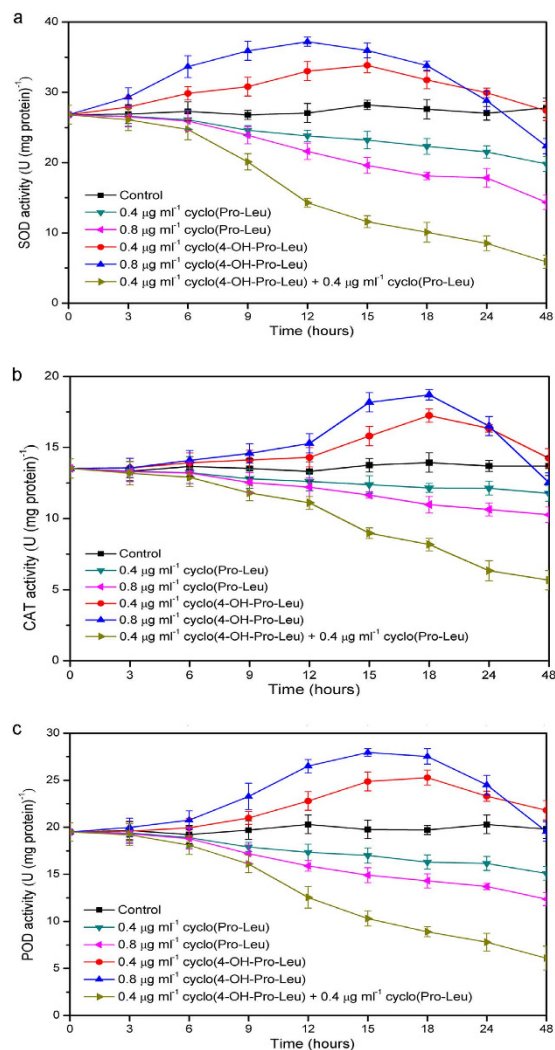 a
40
30
20
10
0
SOD activity (U (mg protein)⁻¹)
Control
0.4 µg ml⁻¹ cyclo(Pro-Leu)
0.8 µg ml⁻¹ cyclo(Pro-Leu)
0.4 µg ml⁻¹ cyclo(4-OH-Pro-Leu)
0.8 µg ml⁻¹ cyclo(4-OH-Pro-Leu)
0.4 µg ml⁻¹ cyclo(4-OH-Pro-Leu) + 0.4 µg ml⁻¹ cyclo(Pro-Leu)
0 3 6 9 12 15 18 24 48
Time (hours)
b
20
15
10
5
0
CAT activity (U (mg protein)⁻¹)
Control
0.4 µg ml⁻¹ cyclo(Pro-Leu)
0.8 µg ml⁻¹ cyclo(Pro-Leu)
0.4 µg ml⁻¹ cyclo(4-OH-Pro-Leu)
0.8 µg ml⁻¹ cyclo(4-OH-Pro-Leu)
0.4 µg ml⁻¹ cyclo(4-OH-Pro-Leu) + 0.4 µg ml⁻¹ cyclo(Pro-Leu)
0 3 6 9 12 15 18 24 48
Time (hours)
c
30
25
20
15
10
5
0
POD activity (U (mg protein)⁻¹)
Control
0.4 µg ml⁻¹ cyclo(Pro-Leu)
0.8 µg ml⁻¹ cyclo(Pro-Leu)
0.4 µg ml⁻¹ cyclo(4-OH-Pro-Leu)
0.8 µg ml⁻¹ cyclo(4-OH-Pro-Leu)
0.4 µg ml⁻¹ cyclo(4-OH-Pro-Leu) + 0.4 µg ml⁻¹ cyclo(Pro-Leu)
0 3 6 9 12 15 18 24 48
Time (hours)